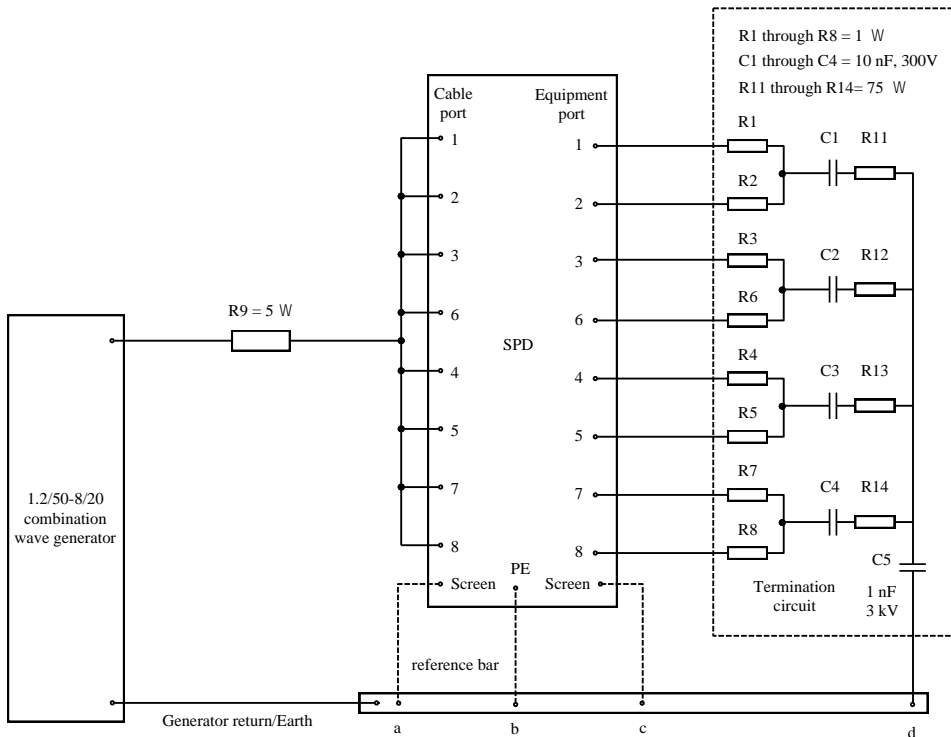 R1 through R8 = 1 W
C1 through C4 = 10 nF, 300V
R11 through R14= 75 W
Cable
port
Equipment
port
1
2
3
6
4
5
7
8
Screen
1
2
3
6
4
5
7
8
Screen
SPD
PE
R9 = 5 W
1.2/50-8/20
combination
wave generator
R1
R2
C1
R11
R3
R6
C2
R12
R4
R5
C3
R13
R7
R8
C4
R14
C5
1 nF
3 kV
Termination
circuit
reference bar
Generator return/Earth
a
b
c
d